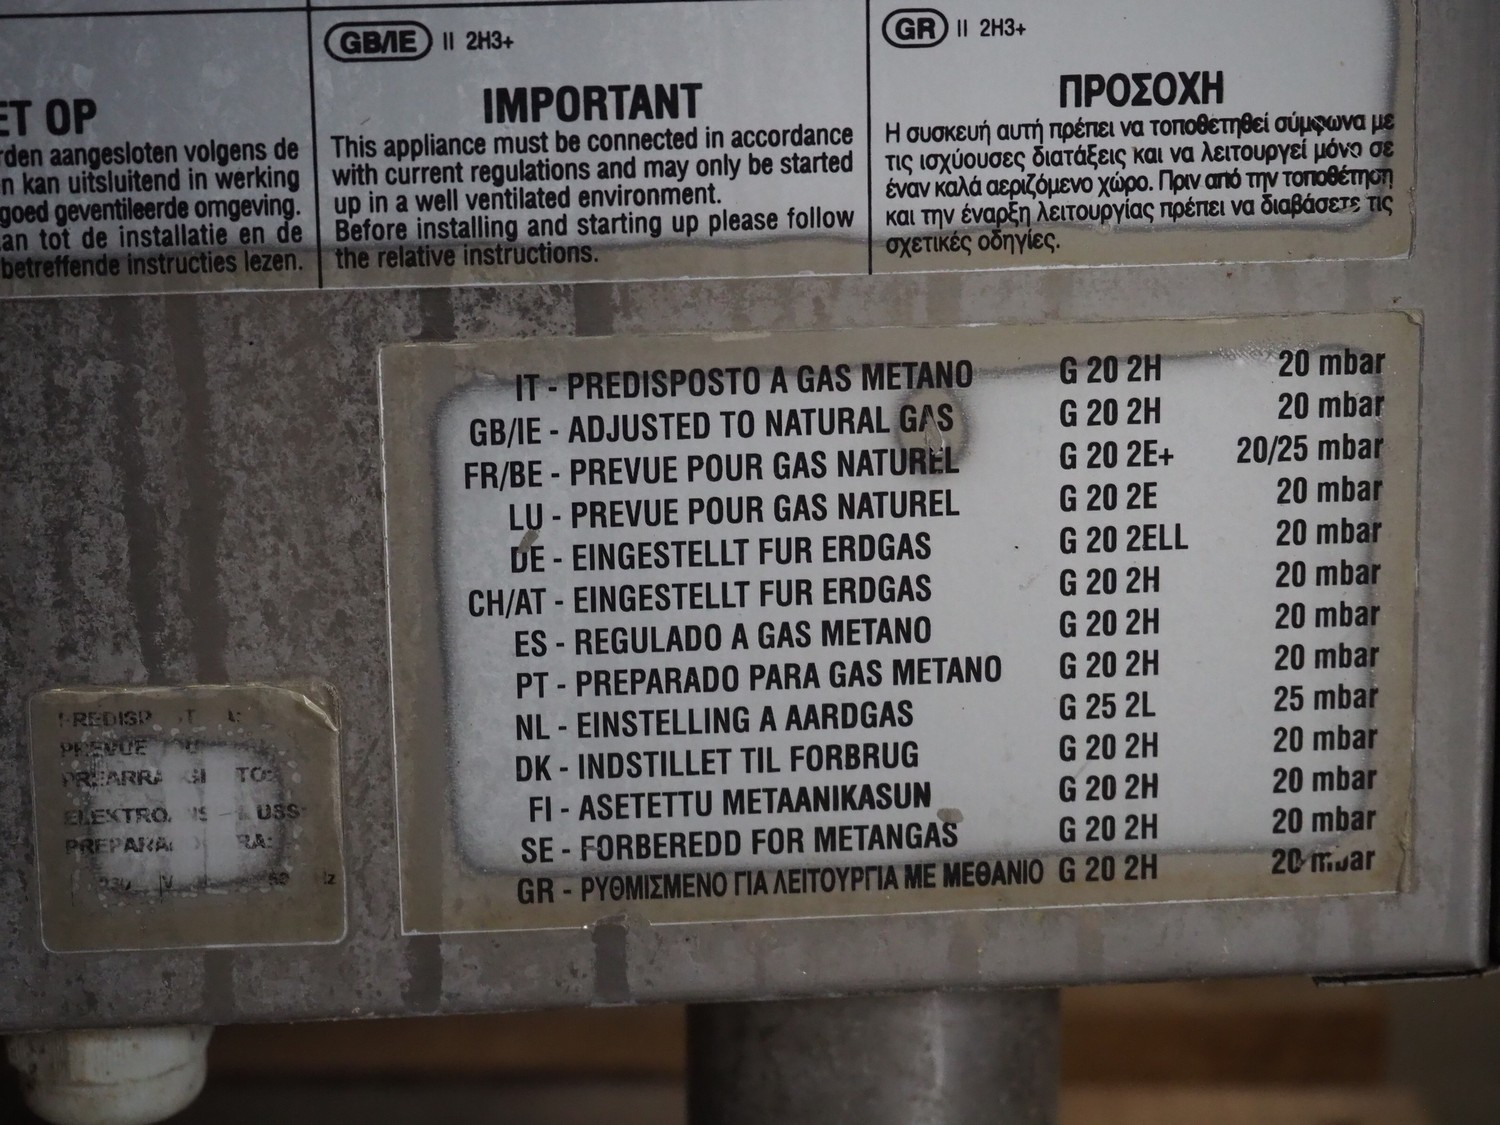 ET OP
rden aangesloten volgens de
n kan uitsluitend in werking
goed geventileerde omgeving.
an tot de installatie en de
betreffende instructies lezen.
GB/IE II 2H3+
IMPORTANT
This appliance must be connected in accordance
with current regulations and may only be started
up in a well ventilated environment.
Before installing and starting up please follow
the relative instructions.
GR II 2H3+
ΠΡΟΣΟΧΗ
Η συσκευή αυτή πρέπει να τοποθετηθεί σύμφωνα με
τις ισχύουσες διατάξεις και να λειτουργεί μόνο σε
έναν καλά αεριζόμενο χώρο. Πριν από την τοποθέτηση
και την έναρξη λειτουργίας πρέπει να διαβάσετε τις
σχετικές οδηγίες.
IT - PREDISPOSTO A GAS METANO G 20 2H 20 mbar
GB/IE - ADJUSTED TO NATURAL GAS G 20 2H 20 mbar
FR/BE - PREVUE POUR GAS NATUREL G 20 2E+ 20/25 mbar
LU - PREVUE POUR GAS NATUREL G 20 2E 20 mbar
DE - EINGESTELLT FUR ERDGAS G 20 2ELL 20 mbar
CH/AT - EINGESTELLT FUR ERDGAS G 20 2H 20 mbar
ES - REGULADO A GAS METANO G 20 2H 20 mbar
PT - PREPARADO PARA GAS METANO G 20 2H 20 mbar
NL - EINSTELLING A AARDGAS G 25 2L 25 mbar
DK - INDSTILLET TIL FORBRUG G 20 2H 20 mbar
FI - ASETETTU METAANIKASUN G 20 2H 20 mbar
SE - FORBEREDD FOR METANGAS G 20 2H 20 mbar
GR - ΡΥΘΜΙΣΜΕΝΟ ΓΙΑ ΛΕΙΤΟΥΡΓΙΑ ΜΕ ΜΕΘΑΝΙΟ G 20 2H 20 mbar
PREVUE